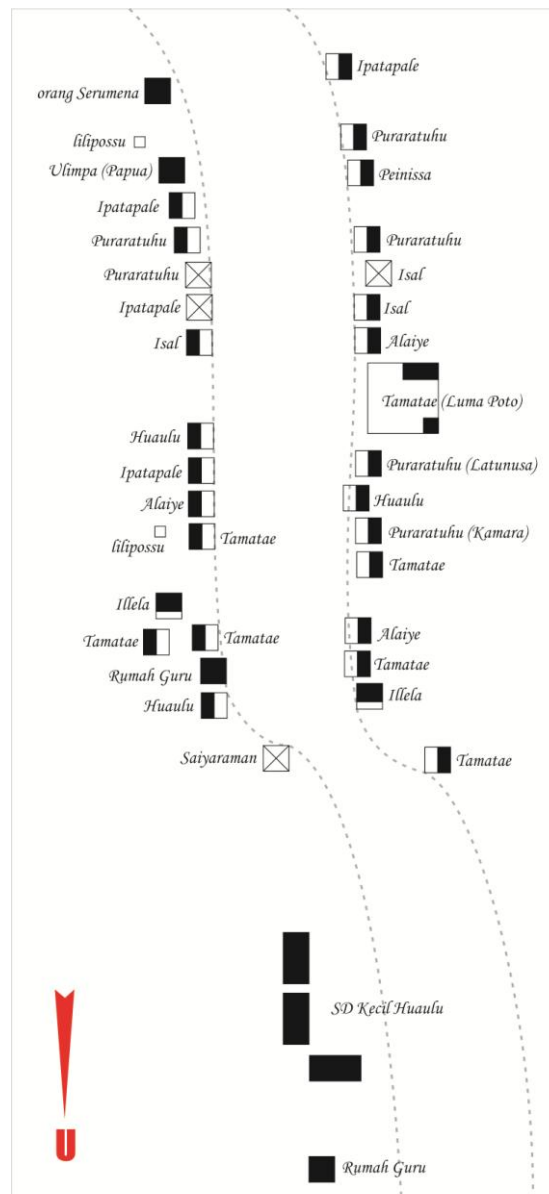 Ipatapale
orang Serumena
lilipossu
Puraratuhu
Ulimpa (Papua)
Peinissa
Ipatapale
Puraratuhu
Puraratuhu
Puraratuhu
Isal
Ipatapale
Isal
Isal
Alaiye
Tamatae (Luma Poto)
Huaulu
Puraratuhu (Latunusa)
Ipatapale
Alaiye
Huaulu
lilipossu
Tamatae
Puraratuhu (Kamara)
Tamatae
Illela
Tamatae
Tamatae
Alaiye
Rumah Guru
Tamatae
Huaulu
Illela
Saiyaraman
Tamatae
SD Kecil Huaulu
U
Rumah Guru